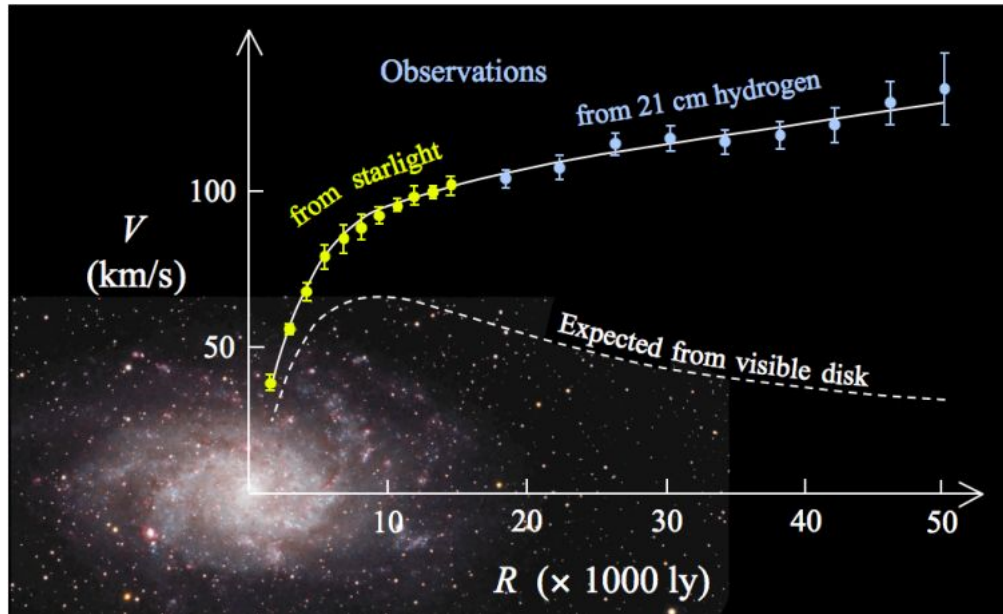 Observations
from 21 cm hydrogen
from starlight
100
V
(km/s)
50
Expected from visible disk
10 20 30 40 50
R (× 1000 ly)